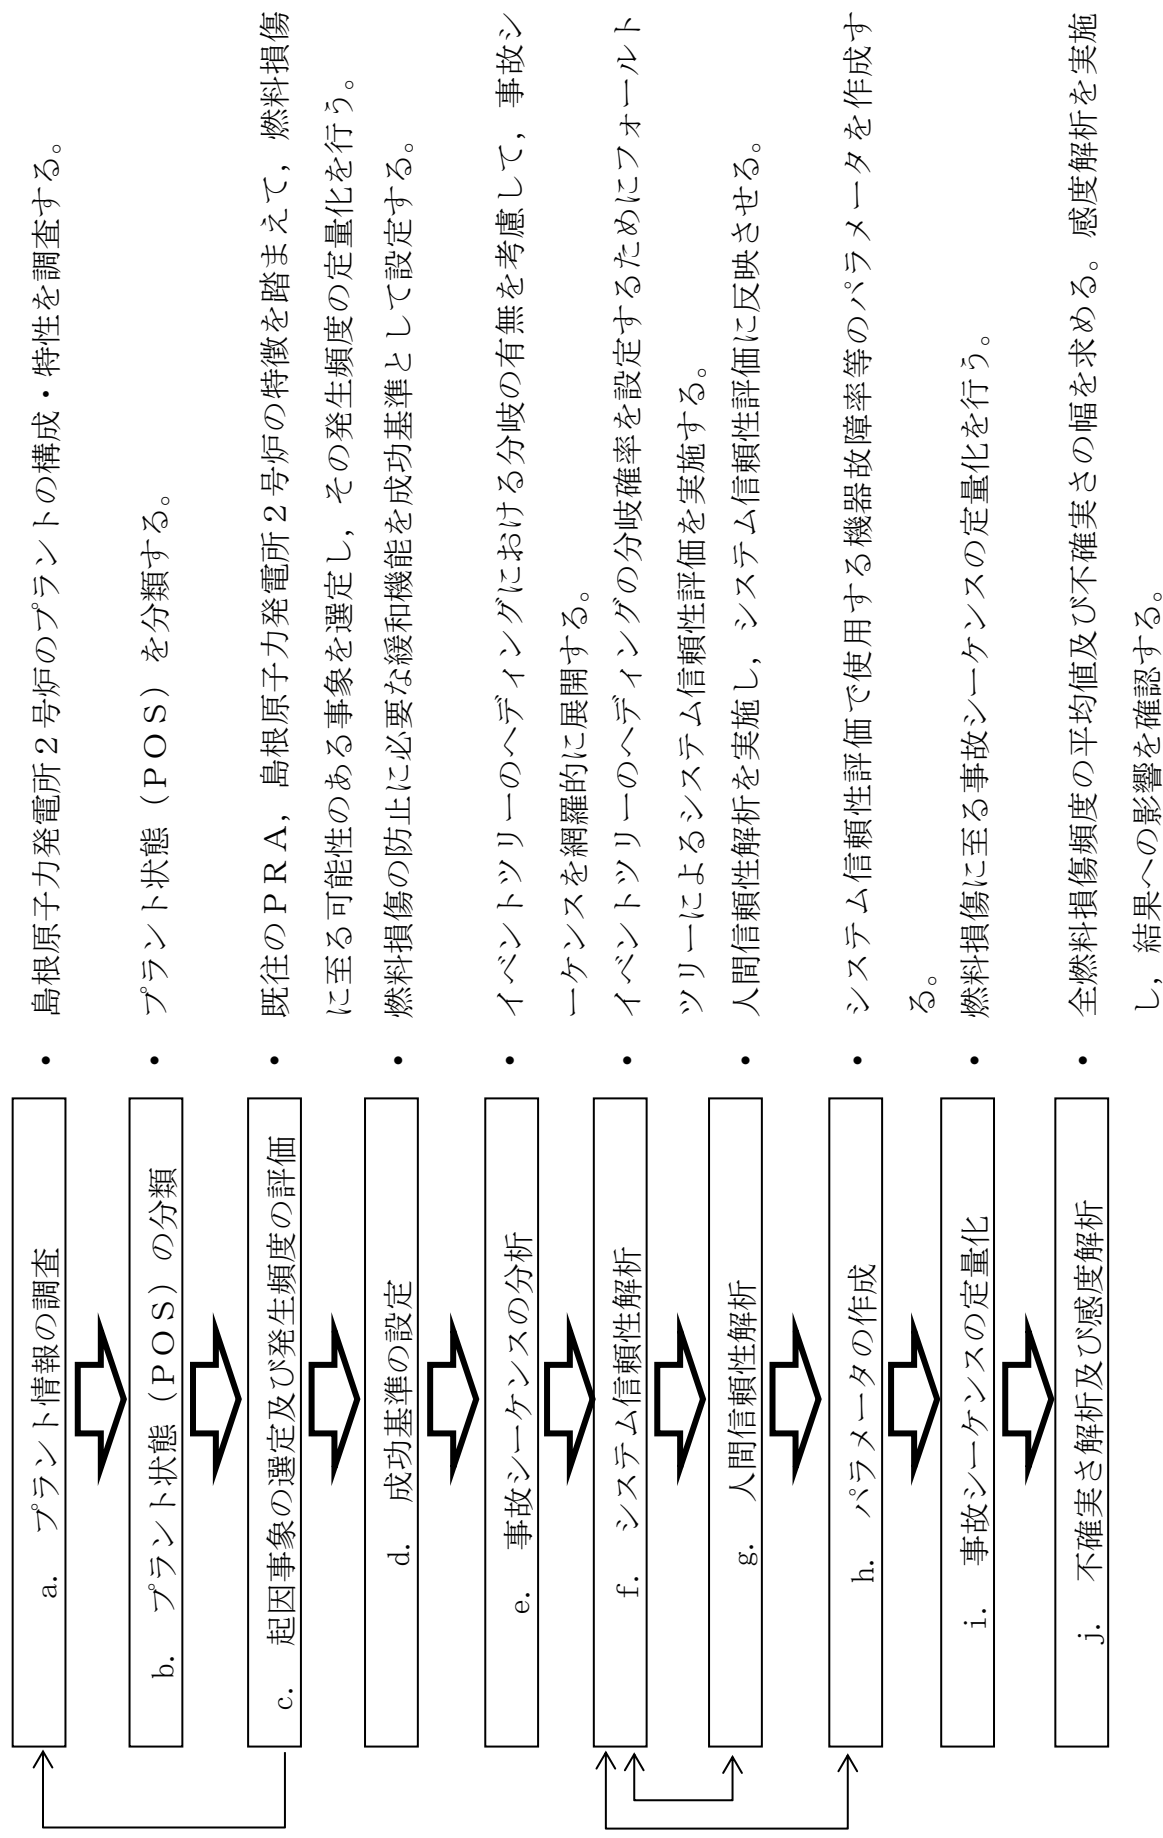 a. プラント情報の調査
・ 島根原子力発電所２号炉のプラントの構成・特性を調査する。
b. プラント状態（ＰＯＳ）の分類
・ プラント状態（ＰＯＳ）を分類する。
c. 起因事象の選定及び発生頻度の評価
・ 既往のＰＲＡ，島根原子力発電所２号炉の特徴を踏まえて，燃料損傷
に至る可能性のある事象を選定し，その発生頻度の定量化を行う。
d. 成功基準の設定
・ 燃料損傷の防止に必要な緩和機能を成功基準として設定する。
e. 事故シーケンスの分析
・ イベントツリーのヘディングにおける分岐の有無を考慮して，事故シ
ーケンスを網羅的に展開する。
f. システム信頼性解析
・ イベントツリーのヘディングの分岐確率を設定するためにフォールト
ツリーによるシステム信頼性評価を実施する。
g. 人間信頼性解析
・ 人間信頼性解析を実施し，システム信頼性評価に反映させる。
h. パラメータの作成
・ システム信頼性評価で使用する機器故障率等のパラメータを作成す
る。
i. 事故シーケンスの定量化
・ 燃料損傷に至る事故シーケンスの定量化を行う。
j. 不確実さ解析及び感度解析
・ 全燃料損傷頻度の平均値及び不確実さの幅を求める。感度解析を実施
し，結果への影響を確認する。